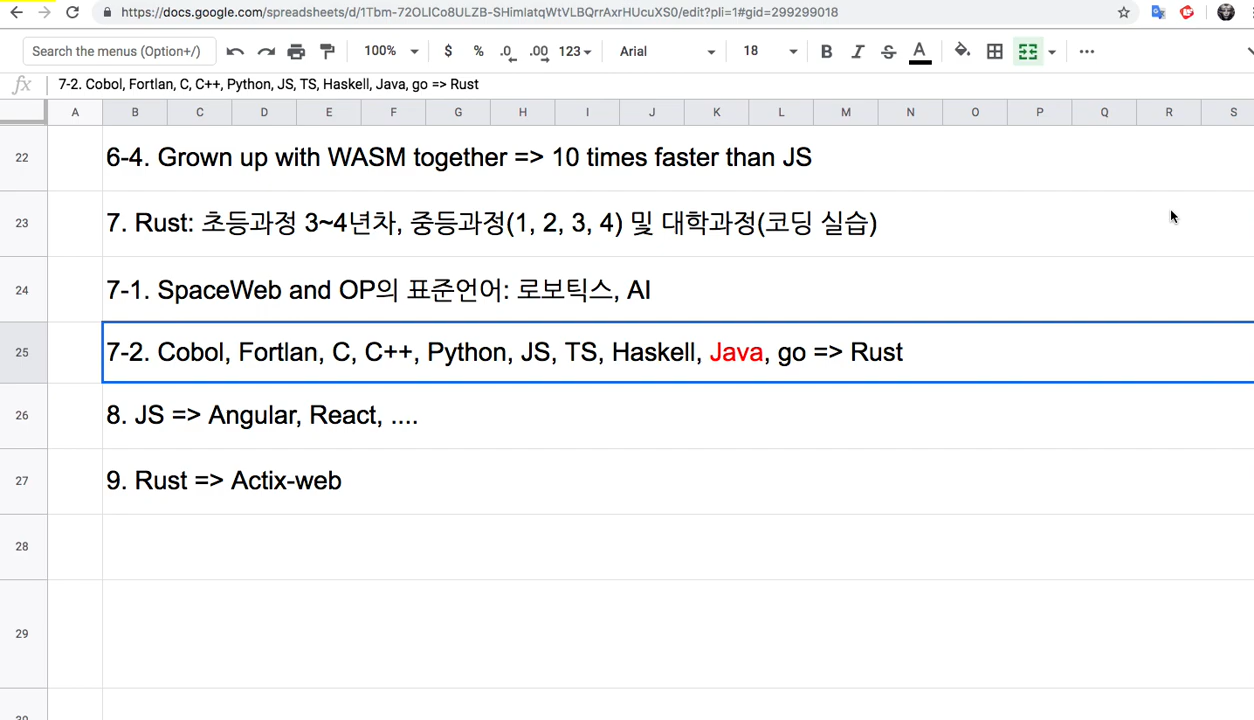 https://docs.google.com/spreadsheets/d/1Tbm-72OLlCo8ULZB-SHimIatqWtVLBQrrAxrHUcuXS0/edit?pli=1#gid=299299018
Search the menus (Option+/) 100% $ % .0 .00 123 Arial 18 B I S A
fx 7-2. Cobol, Fortlan, C, C++, Python, JS, TS, Haskell, Java, go => Rust
A B C D E F G H I J K L M N O P Q R S
22 6-4. Grown up with WASM together => 10 times faster than JS
23 7. Rust: 초등과정 3~4년차, 중등과정(1, 2, 3, 4) 및 대학과정(코딩 실습)
24 7-1. SpaceWeb and OP의 표준언어: 로보틱스, AI
25 7-2. Cobol, Fortlan, C, C++, Python, JS, TS, Haskell, Java, go => Rust
26 8. JS => Angular, React, ....
27 9. Rust => Actix-web
28
29
30